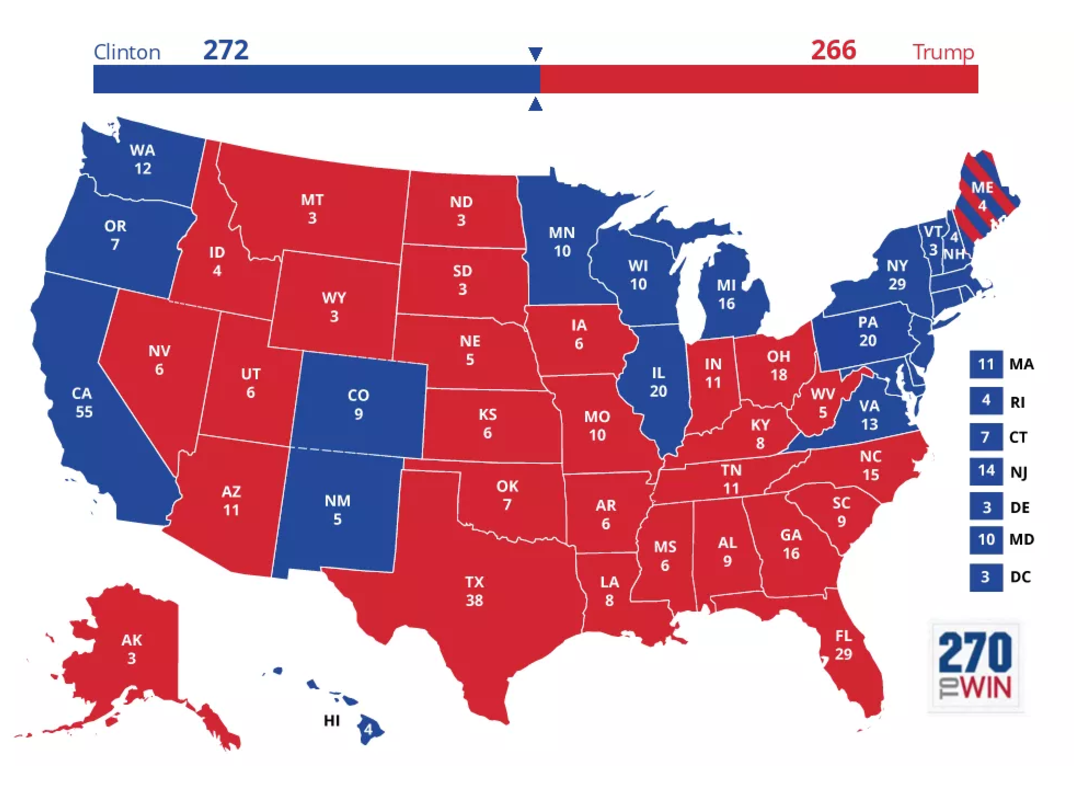 Clinton 272 266 Trump
WA
12
OR
7
CA
55
NV
6
ID
4
MT
3
WY
3
UT
6
AZ
11
CO
9
NM
5
ND
3
SD
3
NE
5
KS
6
OK
7
TX
38
MN
10
IA
6
MO
10
AR
6
LA
8
WI
10
IL
20
MI
16
IN
11
OH
18
KY
8
TN
11
MS
6
AL
9
GA
16
FL
29
SC
9
NC
15
VA
13
WV
5
PA
20
NY
29
VT
3
4
NH
ME
4
11 MA
4 RI
7 CT
14 NJ
3 DE
10 MD
3 DC
AK
3
HI 4
270
TO WIN